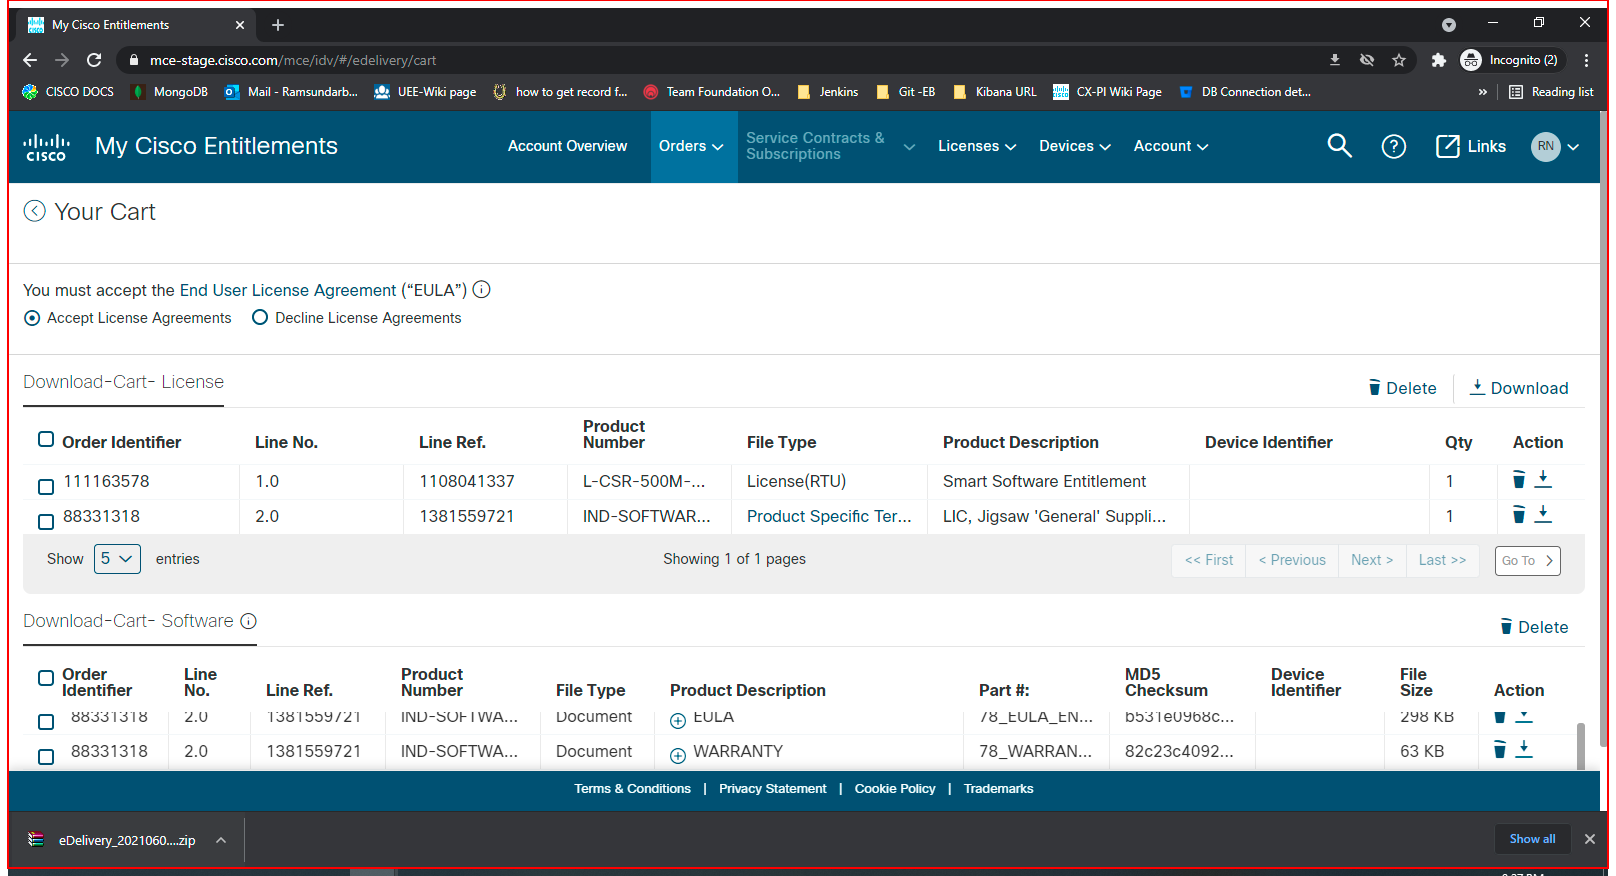 My Cisco Entitlements
mce-stage.cisco.com/mce/idv/#/edelivery/cart
Incognito (2)
CISCO DOCS MongoDB Mail - Ramsundarb... UEE-Wiki page how to get record f... Team Foundation O... Jenkins Git -EB Kibana URL CX-PI Wiki Page DB Connection det... » Reading list
CISCO My Cisco Entitlements Account Overview Orders Service Contracts & Subscriptions Licenses Devices Account Links RN
Your Cart
You must accept the End User License Agreement (“EULA”)
Accept License Agreements Decline License Agreements
Download-Cart- License
Delete Download
Order Identifier Line No. Line Ref. Product Number File Type Product Description Device Identifier Qty Action
111163578 1.0 1108041337 L-CSR-500M-... License(RTU) Smart Software Entitlement 1
88331318 2.0 1381559721 IND-SOFTWAR... Product Specific Ter... LIC, Jigsaw 'General' Suppli... 1
Show 5 entries Showing 1 of 1 pages << First < Previous Next > Last >> Go To
Download-Cart- Software
Delete
Order Identifier Line No. Line Ref. Product Number File Type Product Description Part #: MD5 Checksum Device Identifier File Size Action
88331318 2.0 1381559721 IND-SOFTWA... Document EULA 78_EULA_EN... b531e0968c... 298 KB
88331318 2.0 1381559721 IND-SOFTWA... Document WARRANTY 78_WARRAN... 82c23c4092... 63 KB
Terms & Conditions | Privacy Statement | Cookie Policy | Trademarks
eDelivery_2021060....zip Show all